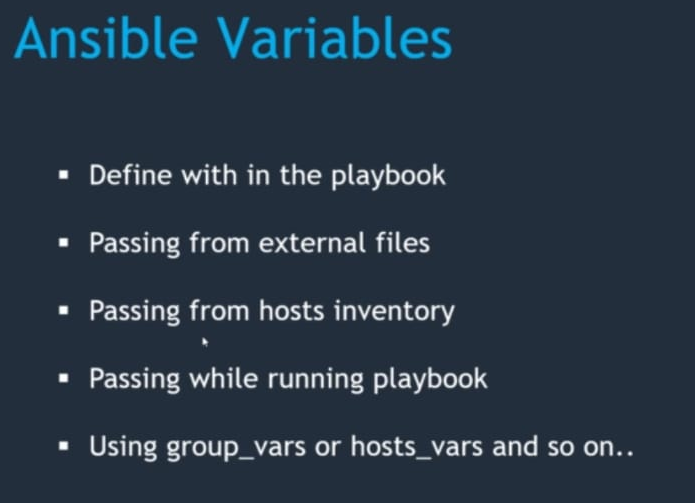 Ansible Variables
▪ Define with in the playbook
▪ Passing from external files
▪ Passing from hosts inventory
▪ Passing while running playbook
▪ Using group_vars or hosts_vars and so on..